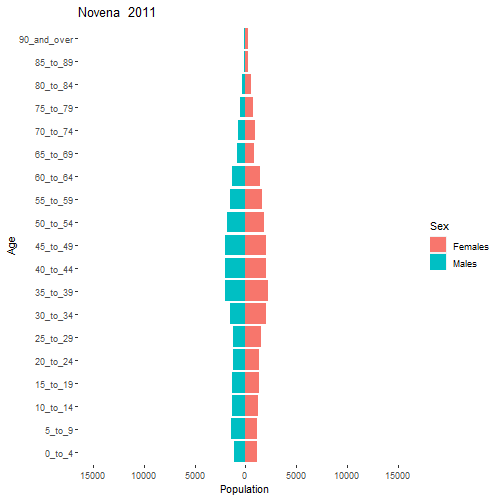 Novena 2011
90_and_over
85_to_89
80_to_84
75_to_79
70_to_74
65_to_69
60_to_64
55_to_59
50_to_54
45_to_49
40_to_44
35_to_39
30_to_34
25_to_29
20_to_24
15_to_19
10_to_14
5_to_9
0_to_4
Age
15000 10000 5000 0 5000 10000 15000
Population
Sex
Females
Males